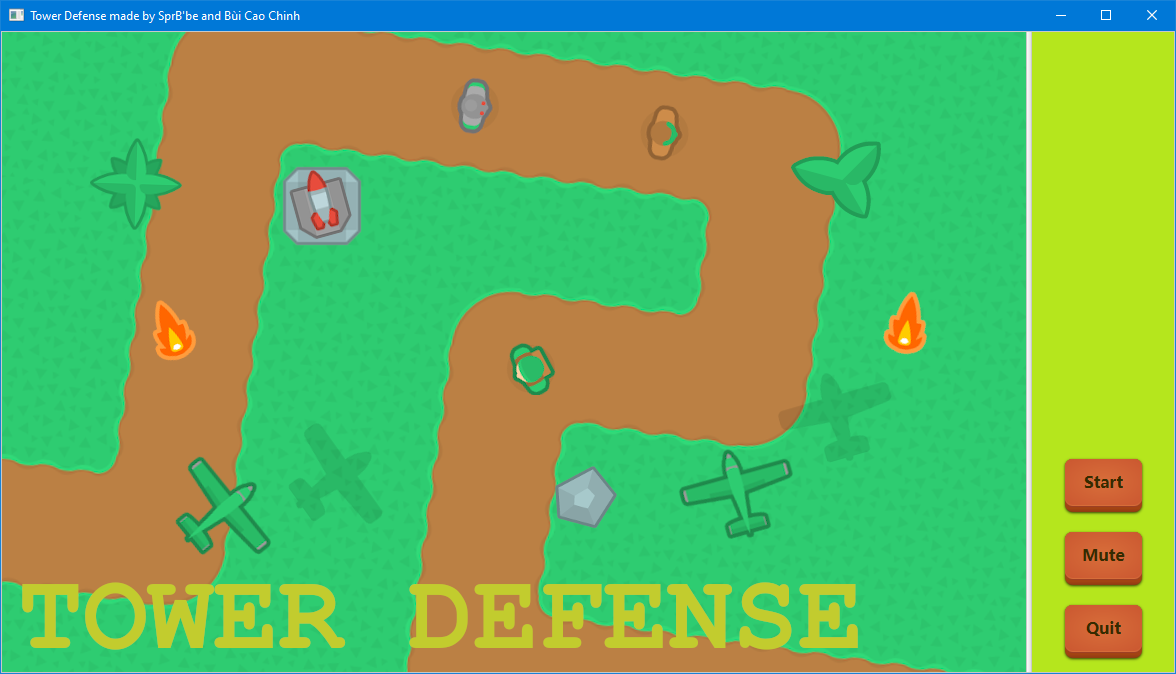 Tower Defense made by SprB'be and Bùi Cao Chinh
Start
Mute
Quit
TOWER DEFENSE